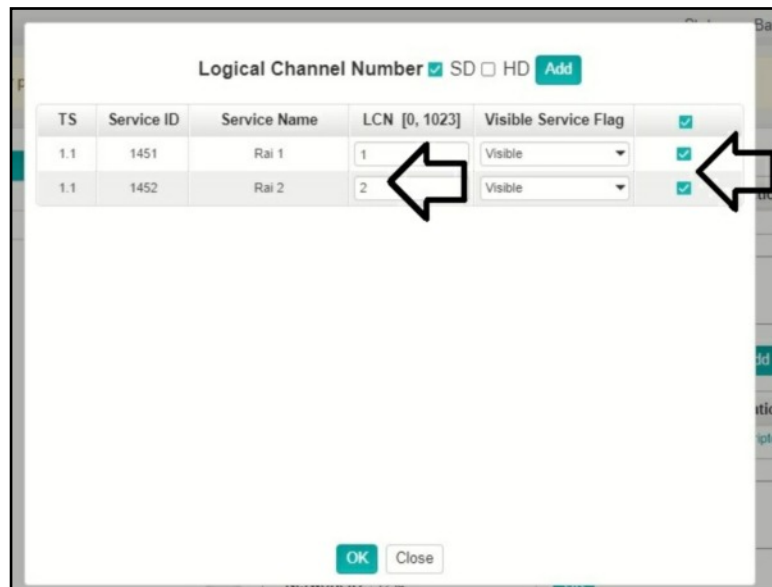 Logical Channel Number SD HD Add
TS Service ID Service Name LCN [0, 1023] Visible Service Flag
1.1 1451 Rai 1 1 Visible
1.1 1452 Rai 2 2 Visible
OK Close